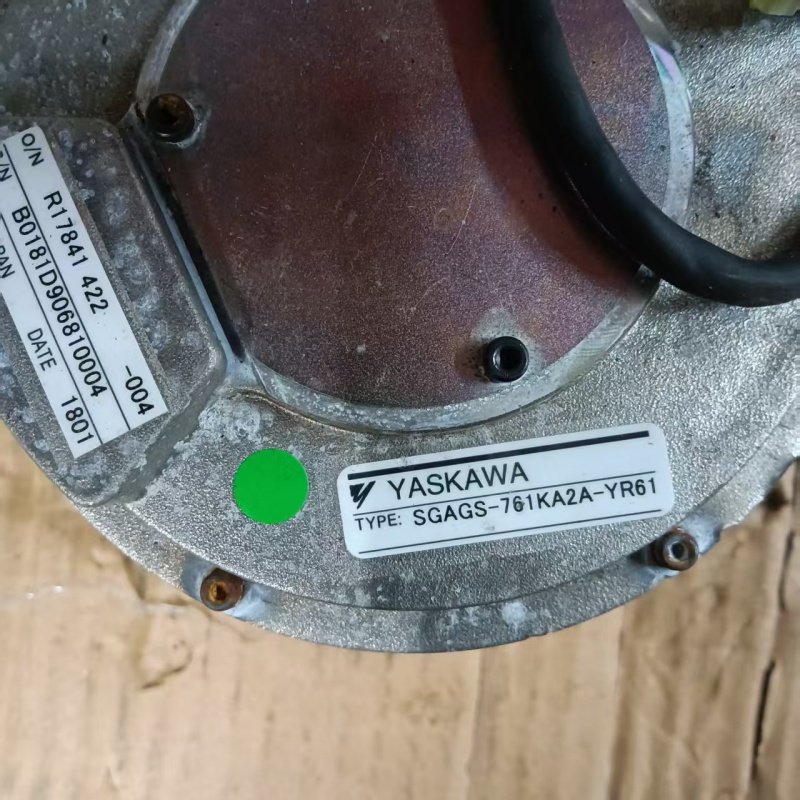 O/N R17841 422 -004
S/N B0181D906810004
DATE 1801
YASKAWA
TYPE: SGAGS-761KA2A-YR61